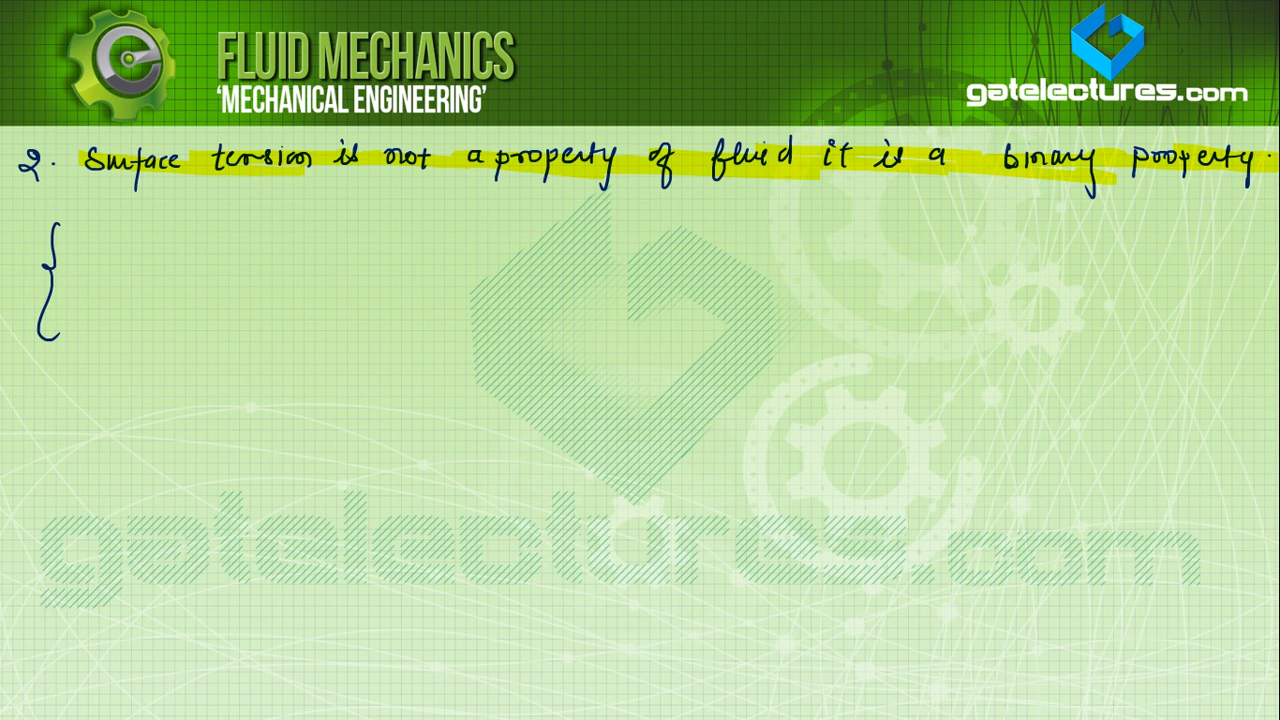 FLUID MECHANICS
'MECHANICAL ENGINEERING'
gatelectures.com
2. Surface tension is not a property of fluid it is a binary property.
{
gatelectures.com